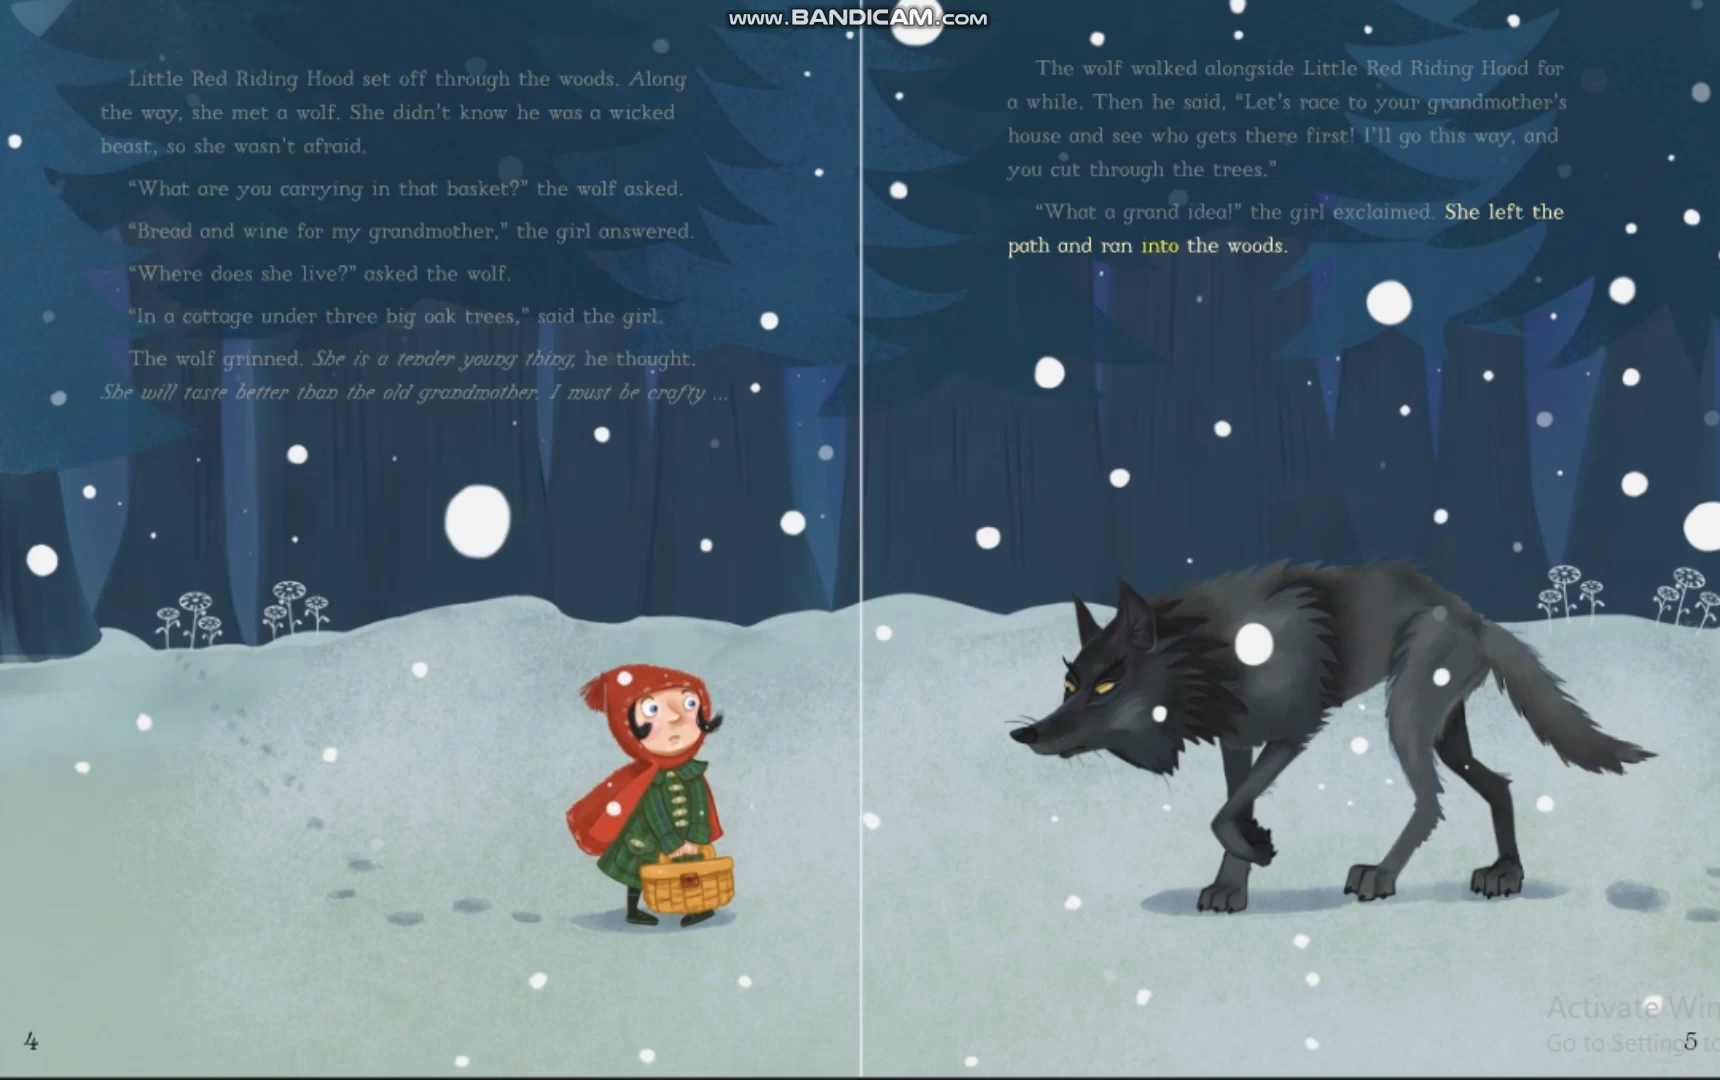 www.BANDICAM.com
Little Red Riding Hood set off through the woods. Along
the way, she met a wolf. She didn't know he was a wicked
beast, so she wasn't afraid.
“What are you carrying in that basket?” the wolf asked.
“Bread and wine for my grandmother,” the girl answered.
“Where does she live?” asked the wolf.
“In a cottage under three big oak trees,” said the girl.
The wolf grinned. She is a tender young thing, he thought.
She will taste better than the old grandmother. I must be crafty ...
4
The wolf walked alongside Little Red Riding Hood for
a while. Then he said, “Let's race to your grandmother's
house and see who gets there first! I'll go this way, and
you cut through the trees.”
“What a grand idea!” the girl exclaimed. She left the
path and ran into the woods.
Activate Win
Go to Settings to
5